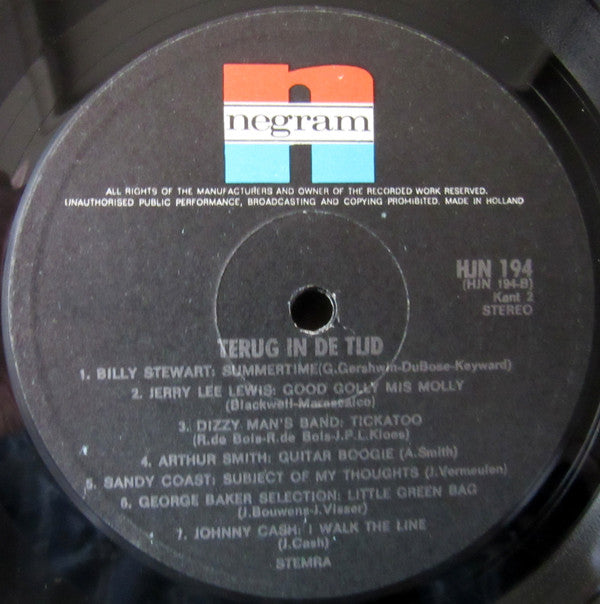 negram
ALL RIGHTS OF THE MANUFACTURERS AND OWNER OF THE RECORDED WORK RESERVED.
UNAUTHORISED PUBLIC PERFORMANCE, BROADCASTING AND COPYING PROHIBITED. MADE IN HOLLAND
HJN 194
(HJN 194-B)
Kant 2
STEREO
TERUG IN DE TIJD
1. BILLY STEWART: SUMMERTIME(G.Gershwin-DuBose-Keyward)
2. JERRY LEE LEWIS: GOOD GOLLY MIS MOLLY
(Blackwell-Marascalco)
3. DIZZY MAN'S BAND: TICKATOO
(R.de Bois-R.de Bois-J.P.L.Kloes)
4. ARTHUR SMITH: GUITAR BOOGIE (A.Smith)
5. SANDY COAST: SUBJECT OF MY THOUGHTS (J.Vermeulen)
6. GEORGE BAKER SELECTION: LITTLE GREEN BAG
(J.Bouwens-J.Visser)
7. JOHNNY CASH: I WALK THE LINE
(J.Cash)
STEMRA